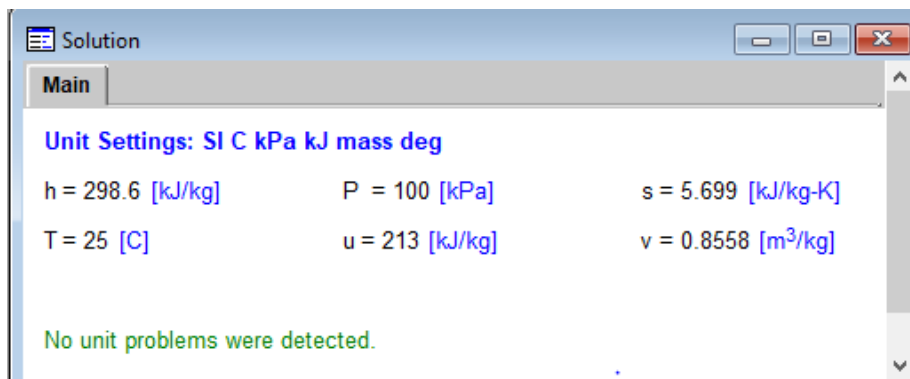 Solution
Main
Unit Settings: SI C kPa kJ mass deg
h = 298.6 [kJ/kg] P = 100 [kPa] s = 5.699 [kJ/kg-K]
T = 25 [C] u = 213 [kJ/kg] v = 0.8558 [m³/kg]
No unit problems were detected.